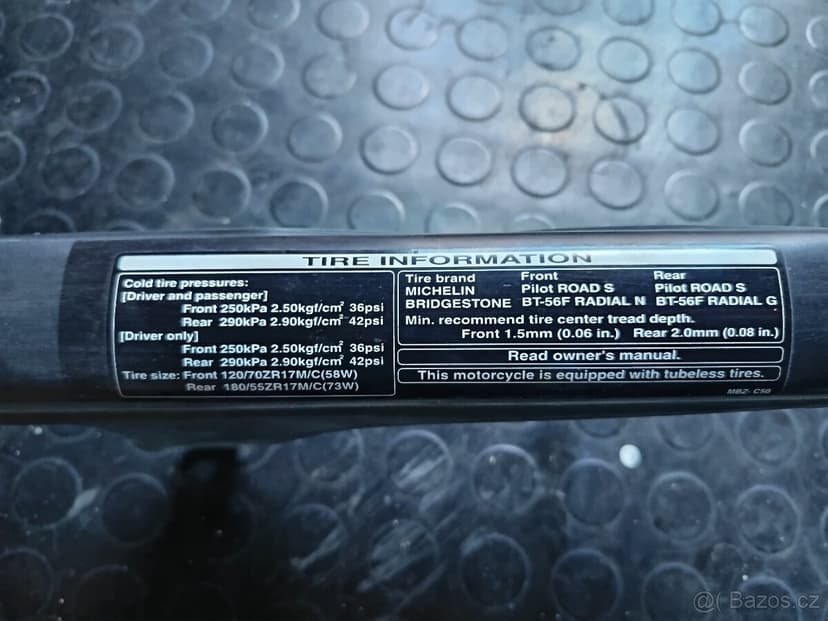 TIRE INFORMATION
Cold tire pressures:
[Driver and passenger]
Front 250kPa 2.50kgf/cm² 36psi
Rear 290kPa 2.90kgf/cm² 42psi
[Driver only]
Front 250kPa 2.50kgf/cm² 36psi
Rear 290kPa 2.90kgf/cm² 42psi
Tire size: Front 120/70ZR17M/C(58W)
Rear 180/55ZR17M/C(73W)
Tire brand Front Rear
MICHELIN Pilot ROAD S Pilot ROAD S
BRIDGESTONE BT-56F RADIAL N BT-56F RADIAL G
Min. recommend tire center tread depth.
Front 1.5mm (0.06 in.) Rear 2.0mm (0.08 in.)
Read owner's manual.
This motorcycle is equipped with tubeless tires.
MBZ- C50
@( Bazos.cz